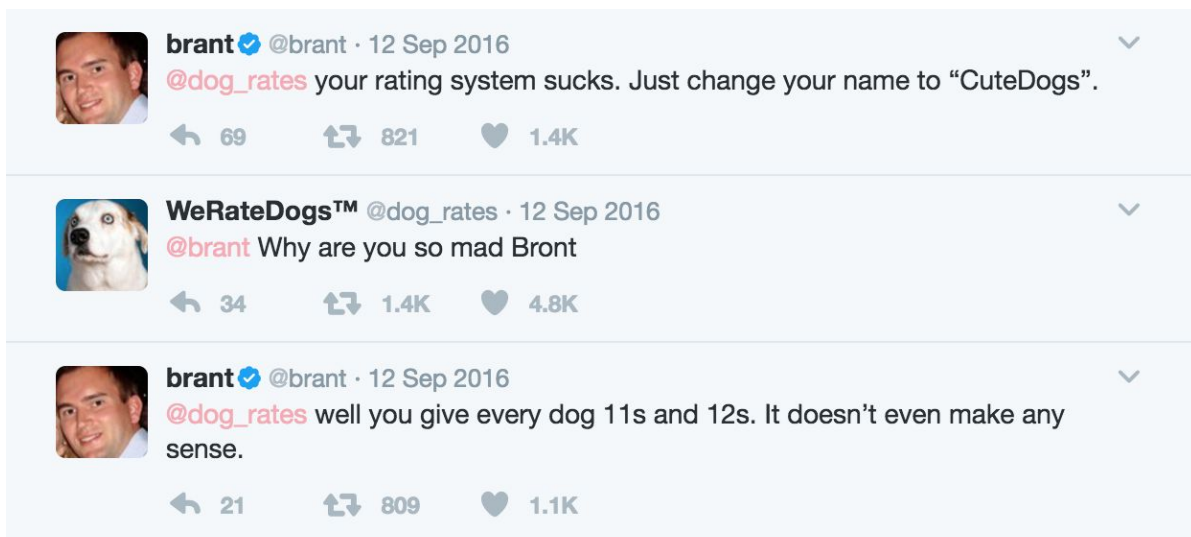 brant @brant · 12 Sep 2016
@dog_rates your rating system sucks. Just change your name to “CuteDogs”.
69 821 1.4K
WeRateDogs™ @dog_rates · 12 Sep 2016
@brant Why are you so mad Bront
34 1.4K 4.8K
brant @brant · 12 Sep 2016
@dog_rates well you give every dog 11s and 12s. It doesn’t even make any
sense.
21 809 1.1K